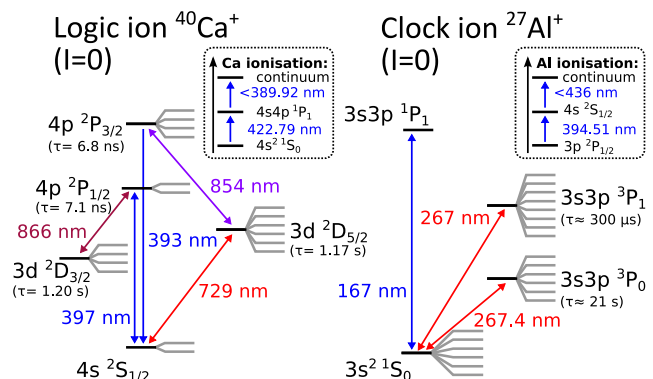 Logic ion ⁴⁰Ca⁺
(I=0)
Ca ionisation:
continuum
<389.92 nm
4s4p ¹P₁
422.79 nm
4s² ¹S₀
4p ²P₃/₂
(τ= 6.8 ns)
4p ²P₁/₂
(τ= 7.1 ns)
854 nm
866 nm
393 nm
3d ²D₅/₂
(τ= 1.17 s)
3d ²D₃/₂
(τ= 1.20 s)
729 nm
397 nm
4s ²S₁/₂
Clock ion ²⁷Al⁺
(I=0)
Al ionisation:
continuum
<436 nm
4s ²S₁/₂
394.51 nm
3p ²P₁/₂
3s3p ¹P₁
3s3p ³P₁
(τ≈ 300 μs)
267 nm
3s3p ³P₀
(τ≈ 21 s)
167 nm
267.4 nm
3s² ¹S₀